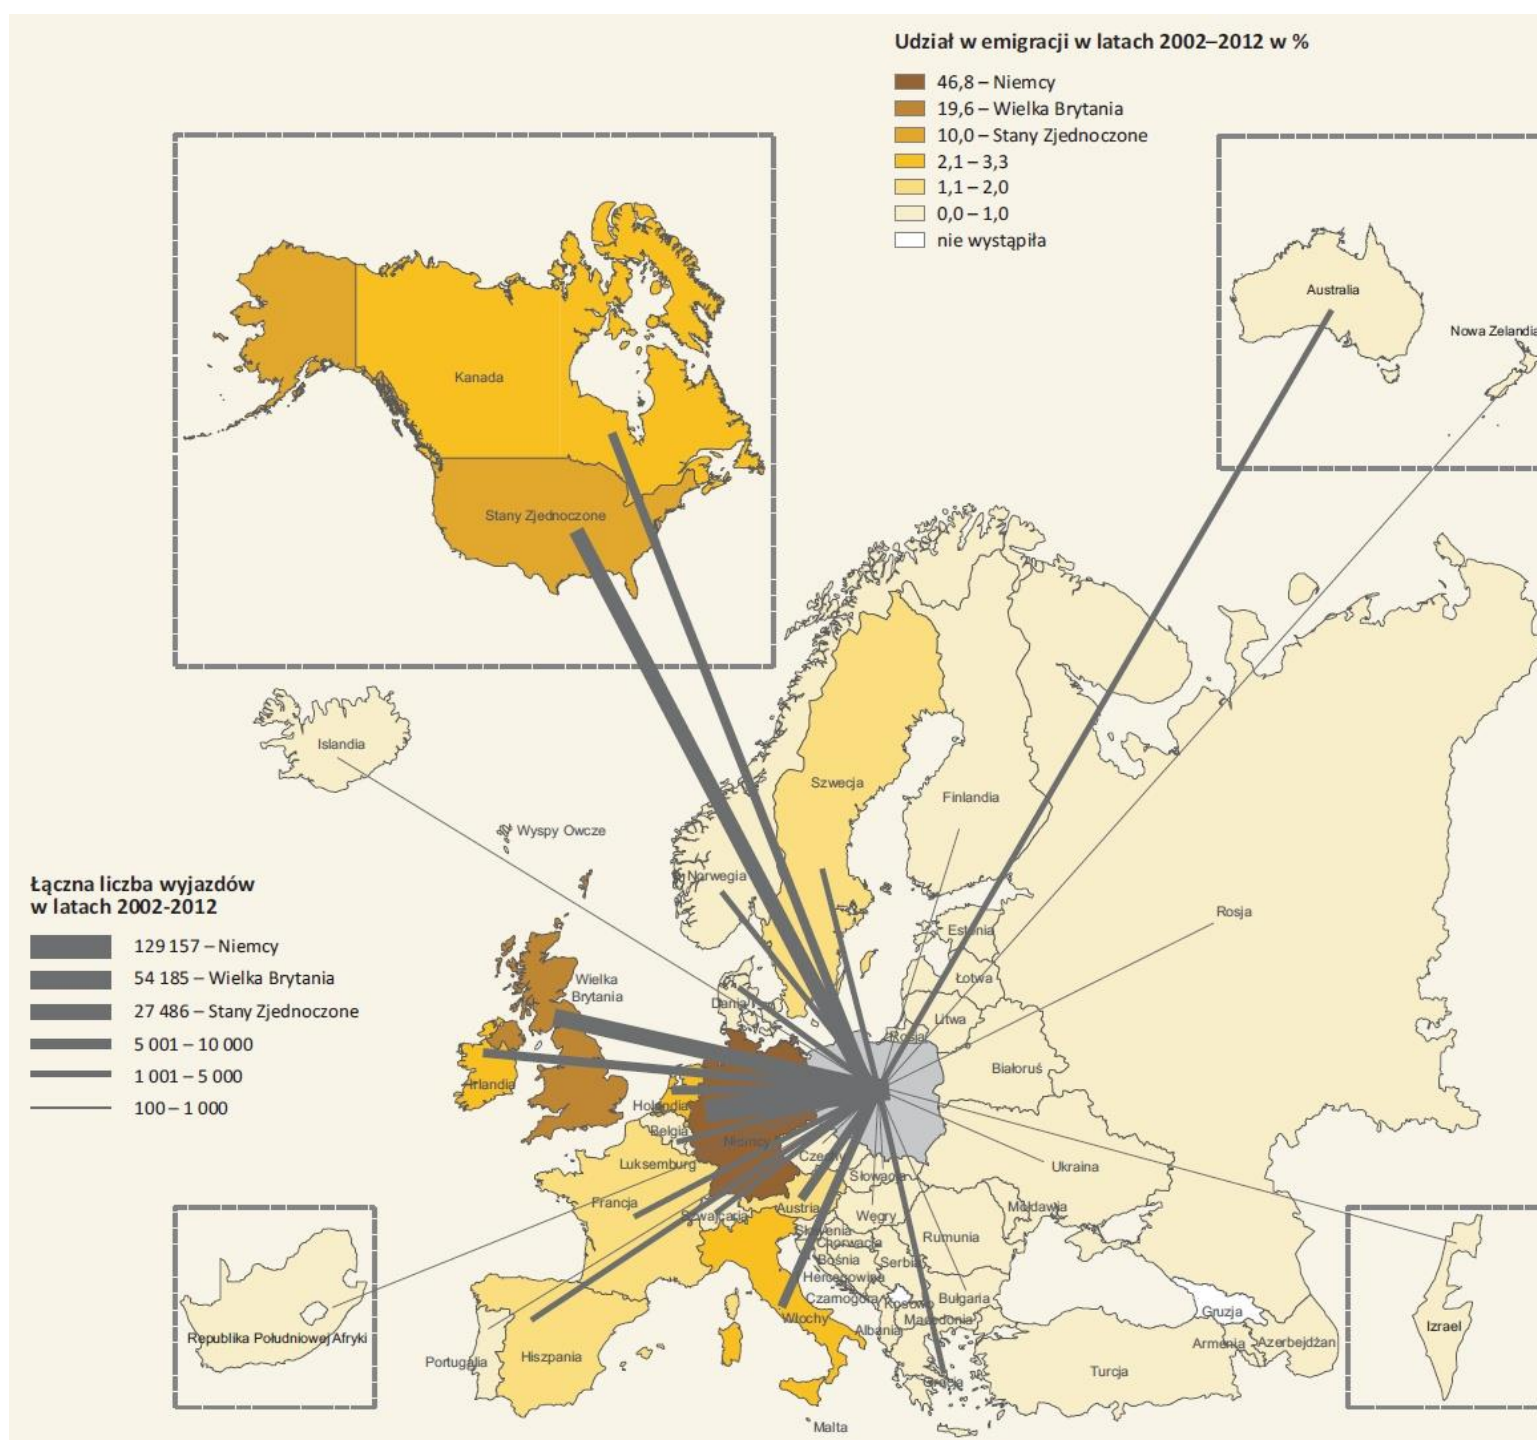 Udział w emigracji w latach 2002–2012 w %
46,8 – Niemcy
19,6 – Wielka Brytania
10,0 – Stany Zjednoczone
2,1 – 3,3
1,1 – 2,0
0,0 – 1,0
nie wystąpiła
Australia
Nowa Zelandia
Kanada
Stany Zjednoczone
Islandia
Szwecja
Finlandia
Wyspy Owcze
Norwegia
Łączna liczba wyjazdów
w latach 2002-2012
129 157 – Niemcy
54 185 – Wielka Brytania
27 486 – Stany Zjednoczone
5 001 – 10 000
1 001 – 5 000
100 – 1 000
Rosja
Estonia
Łotwa
Wielka
Brytania
Dania
Litwa
Rosja
Białoruś
Irlandia
Holandia
Belgia
Niemcy
Luksemburg
Czechy
Słowacja
Ukraina
Francja
Szwajcaria
Austria
Węgry
Mołdawia
Słowenia
Chorwacja
Rumunia
Bośnia
Hercegowina
Serbia
Czarnogóra
Kosowo
Bułgaria
Macedonia
Gruzja
Włochy
Albania
Armenia
Azerbejdżan
Izrael
Republika Południowej Afryki
Portugalia
Hiszpania
Grecja
Turcja
Malta